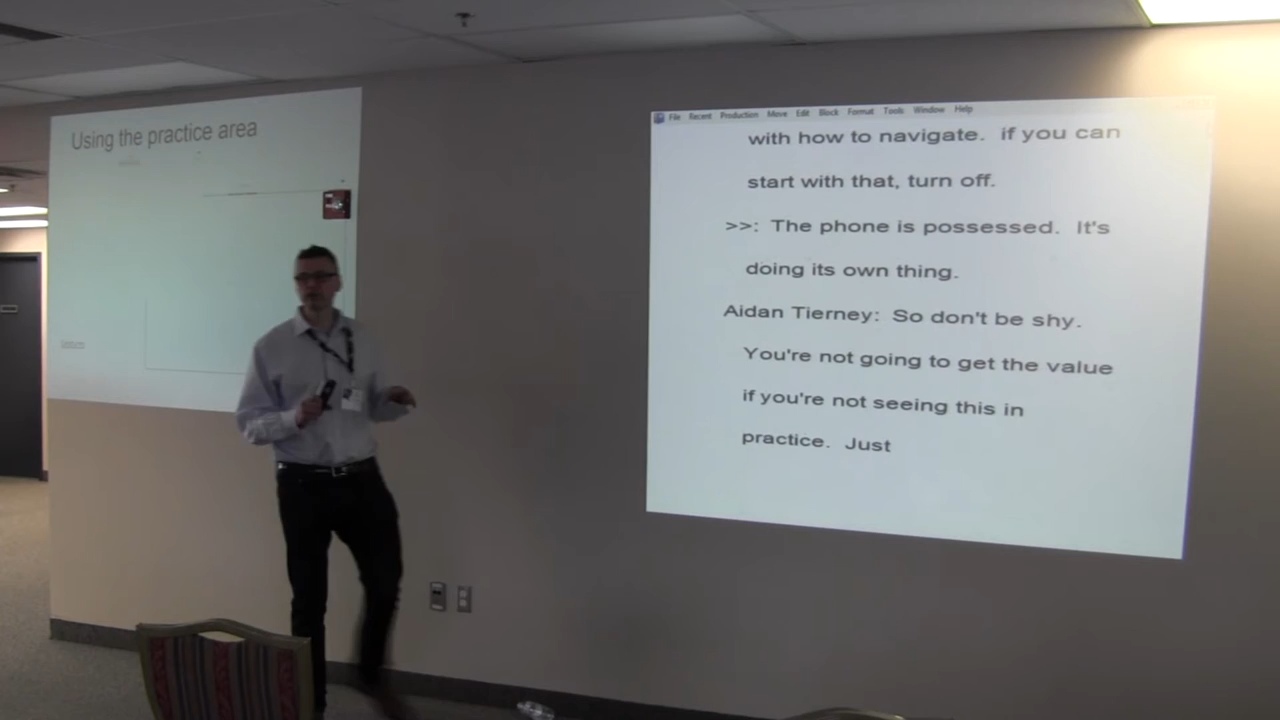 Using the practice area
File Recent Production Move Edit Block Format Tools Window Help
with how to navigate. if you can
start with that, turn off.
>>: The phone is possessed. It's
doing its own thing.
Aidan Tierney: So don't be shy.
You're not going to get the value
if you're not seeing this in
practice. Just